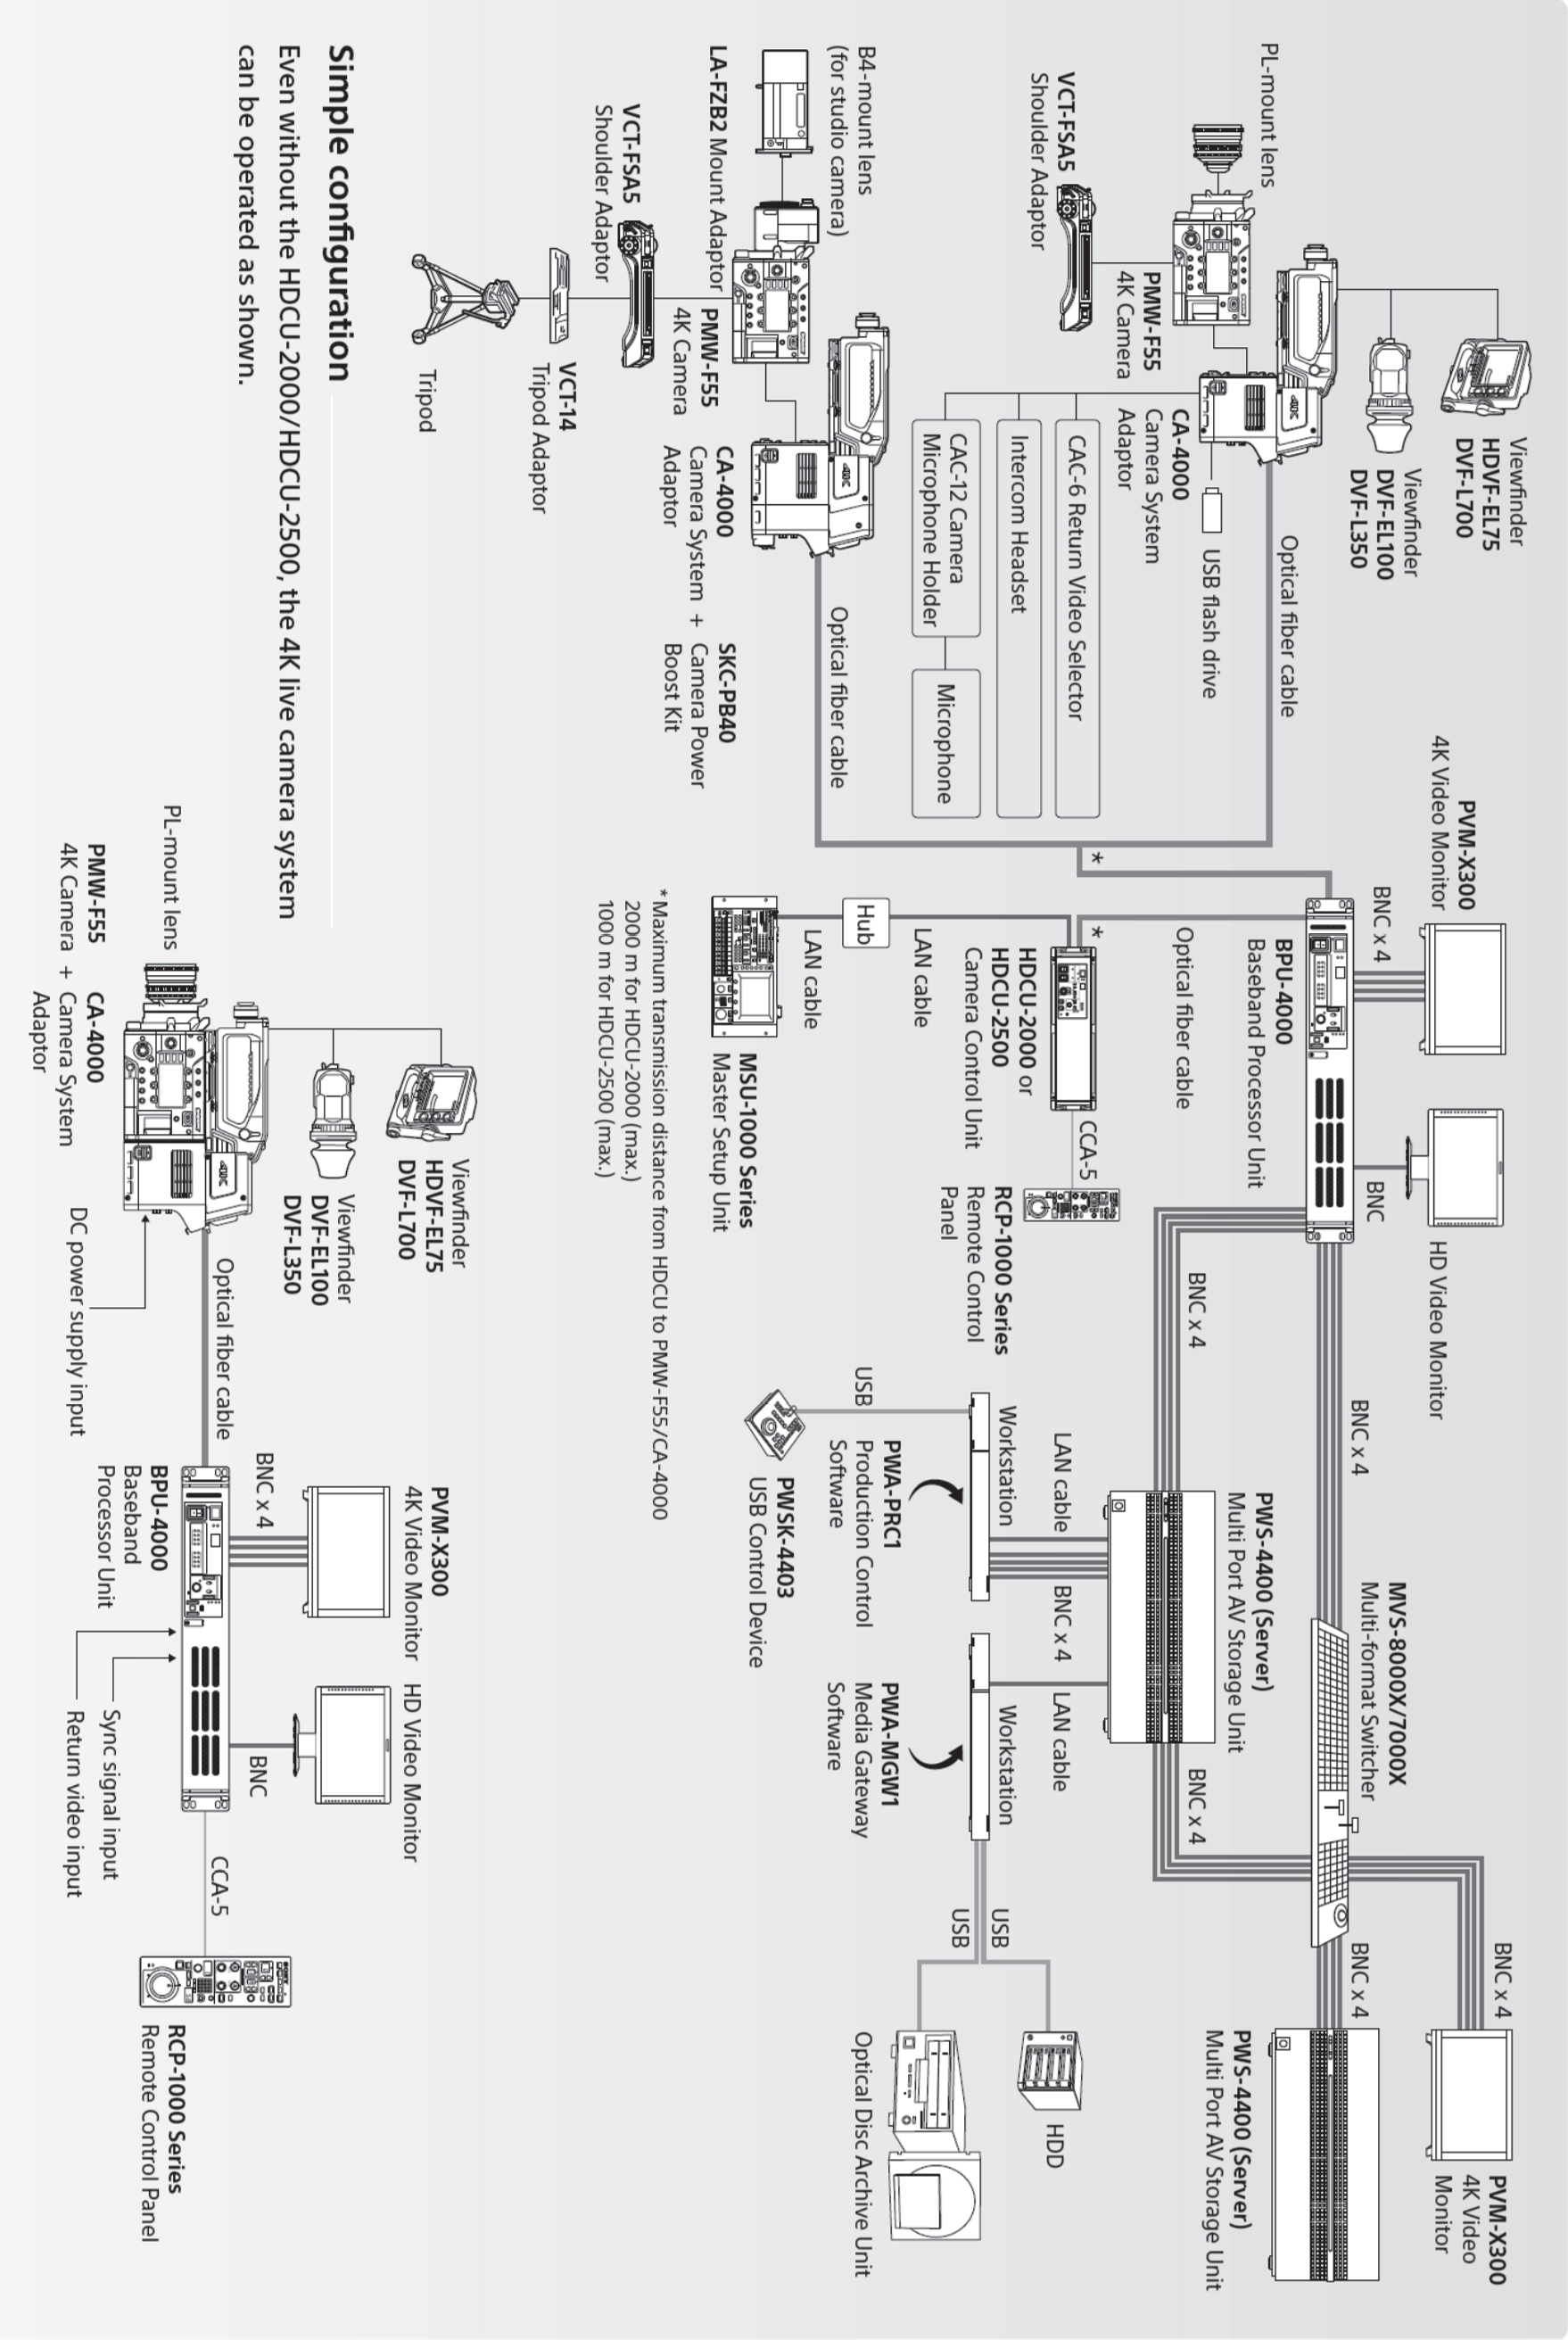 PL-mount lens
VCT-FSA5
Shoulder Adaptor
PMW-F55
4K Camera
Viewfinder
HDVF-EL75
DVF-L700
Viewfinder
DVF-EL100
DVF-L350
CA-4000
Camera System
Adaptor
4K
USB flash drive
Optical fiber cable
CAC-6 Return Video Selector
Intercom Headset
CAC-12 Camera
Microphone Holder
Microphone
B4-mount lens
(for studio camera)
LA-FZB2 Mount Adaptor
PMW-F55
4K Camera
VCT-FSA5
Shoulder Adaptor
VCT-14
Tripod Adaptor
Tripod
4K
CA-4000
Camera System
Adaptor
+
SKC-PB40
Camera Power
Boost Kit
Optical fiber cable
*
PVM-X300
4K Video Monitor
BNC x 4
BPU-4000
Baseband Processor Unit
HD Video Monitor
BNC
Optical fiber cable
*
HDCU-2000 or
HDCU-2500
Camera Control Unit
CCA-5
RCP-1000 Series
Remote Control
Panel
LAN cable
Hub
LAN cable
MSU-1000 Series
Master Setup Unit
* Maximum transmission distance from HDCU to PMW-F55/CA-4000
2000 m for HDCU-2000 (max.)
1000 m for HDCU-2500 (max.)
BNC x 4
BNC x 4
MVS-8000X/7000X
Multi-format Switcher
PWS-4400 (Server)
Multi Port AV Storage Unit
LAN cable
BNC x 4
LAN cable
Workstation
PWA-PRC1
Production Control
Software
USB
PWSK-4403
USB Control Device
Workstation
PWA-MGW1
Media Gateway
Software
BNC x 4
BNC x 4
BNC x 4
PVM-X300
4K Video
Monitor
PWS-4400 (Server)
Multi Port AV Storage Unit
USB
USB
HDD
Optical Disc Archive Unit
Simple configuration
Even without the HDCU-2000/HDCU-2500, the 4K live camera system
can be operated as shown.
PL-mount lens
PMW-F55
4K Camera
+
CA-4000
Camera System
Adaptor
4K
Viewfinder
HDVF-EL75
DVF-L700
Viewfinder
DVF-EL100
DVF-L350
DC power supply input
Optical fiber cable
PVM-X300
4K Video Monitor
BNC x 4
BPU-4000
Baseband
Processor Unit
HD Video Monitor
BNC
Sync signal input
Return video input
CCA-5
RCP-1000 Series
Remote Control Panel